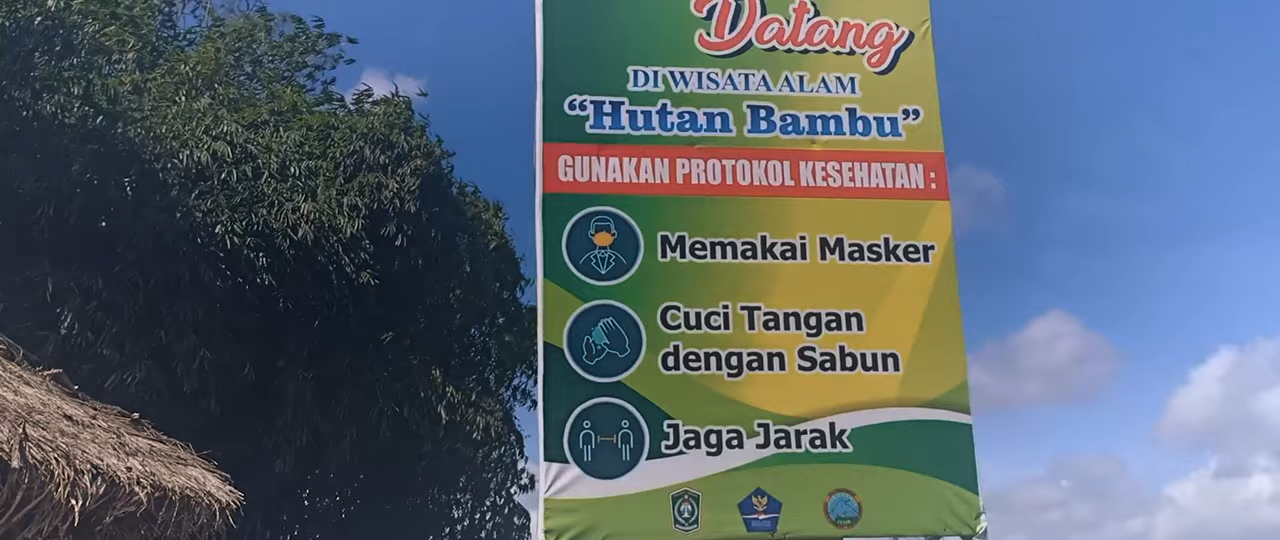 Datang
DI WISATA ALAM
“Hutan Bambu”
GUNAKAN PROTOKOL KESEHATAN :
Memakai Masker
Cuci Tangan
dengan Sabun
Jaga Jarak